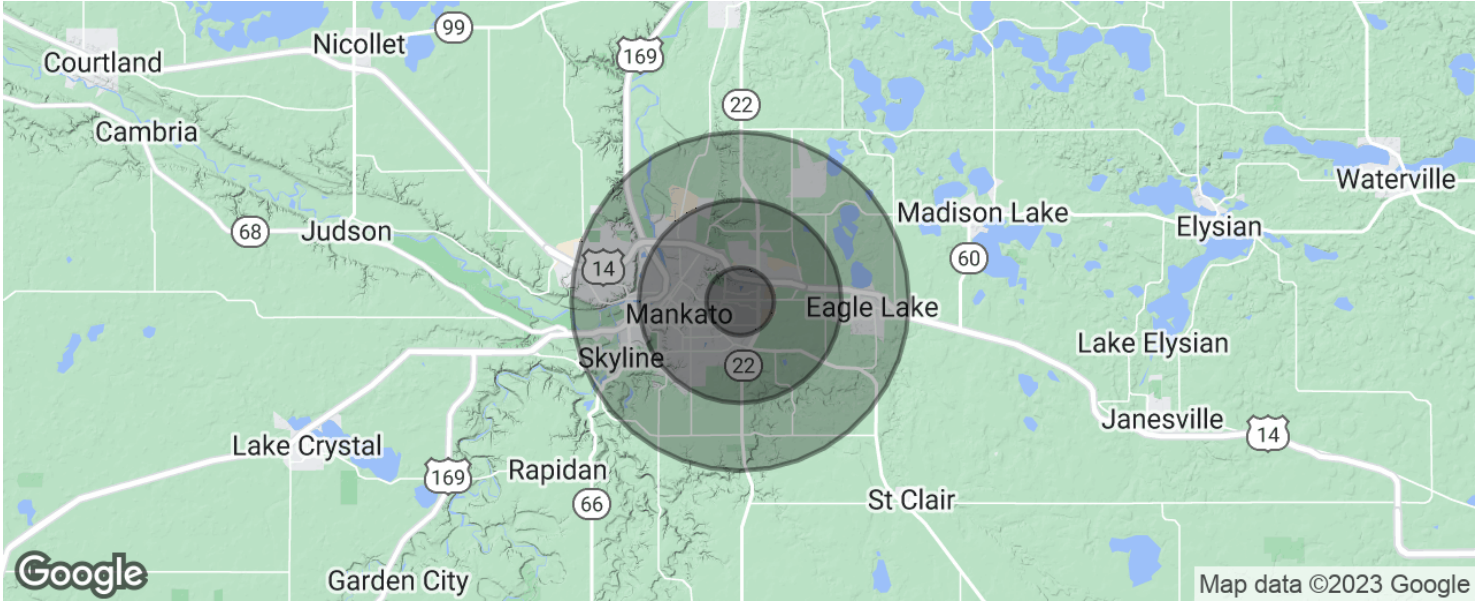 99
Nicollet
169
Courtland
22
Cambria
Waterville
Madison Lake
Elysian
68
Judson
60
14
Mankato
Eagle Lake
Skyline
22
Lake Elysian
Janesville
14
Lake Crystal
169
Rapidan
66
St Clair
Google
Garden City
Map data ©2023 Google